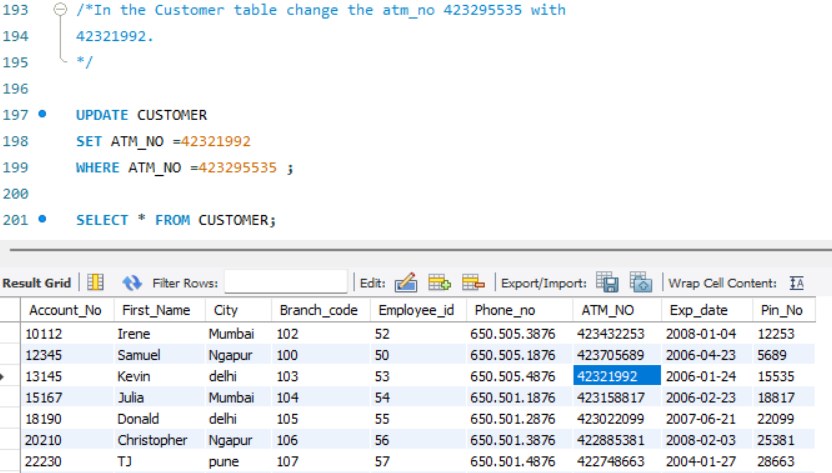 193 /*In the Customer table change the atm_no 423295535 with
194 42321992.
195 */
196
197 UPDATE CUSTOMER
198 SET ATM_NO =42321992
199 WHERE ATM_NO =423295535 ;
200
201 SELECT * FROM CUSTOMER;
Result Grid Filter Rows: Edit: Export/Import: Wrap Cell Content: IA
Account_No First_Name City Branch_code Employee_id Phone_no ATM_NO Exp_date Pin_No
10112 Irene Mumbai 102 52 650.505.3876 423432253 2008-01-04 12253
12345 Samuel Ngapur 100 50 650.505.1876 423705689 2006-04-23 5689
13145 Kevin delhi 103 53 650.505.4876 42321992 2006-01-24 15535
15167 Julia Mumbai 104 54 650.501.1876 423158817 2006-02-23 18817
18190 Donald delhi 105 55 650.501.2876 423022099 2007-06-21 22099
20210 Christopher Ngapur 106 56 650.501.3876 422885381 2008-02-03 25381
22230 TJ pune 107 57 650.501.4876 422748663 2004-01-27 28663